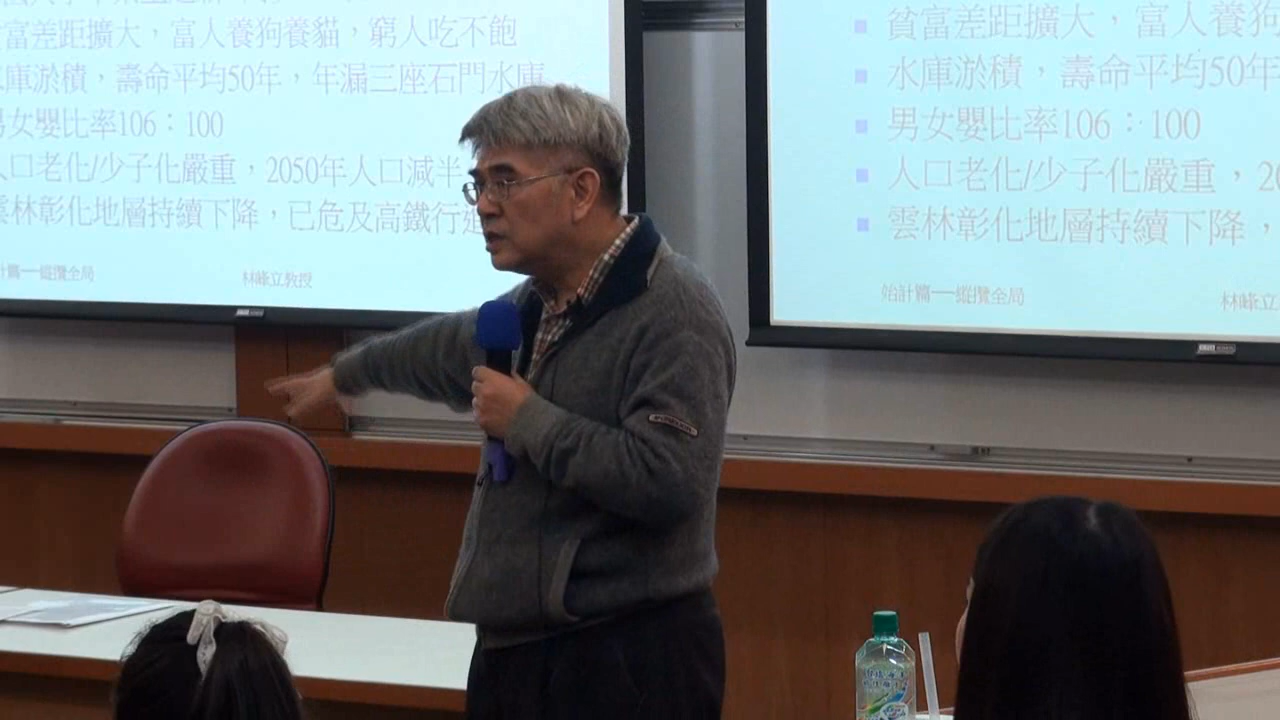 富差距擴大，富人養狗養貓，窮人吃不飽
水庫淤積，壽命平均50年，年漏三座石門水庫
男女嬰比率106：100
人口老化/少子化嚴重，2050年人口減半
雲林彰化地層持續下降，已危及高鐵行
計篇──縱攬全局
林峰立教授
貧富差距擴大，富人養狗
水庫淤積，壽命平均50年
男女嬰比率106：100
人口老化/少子化嚴重，2
雲林彰化地層持續下降，
始計篇──縱攬全局
林峰立